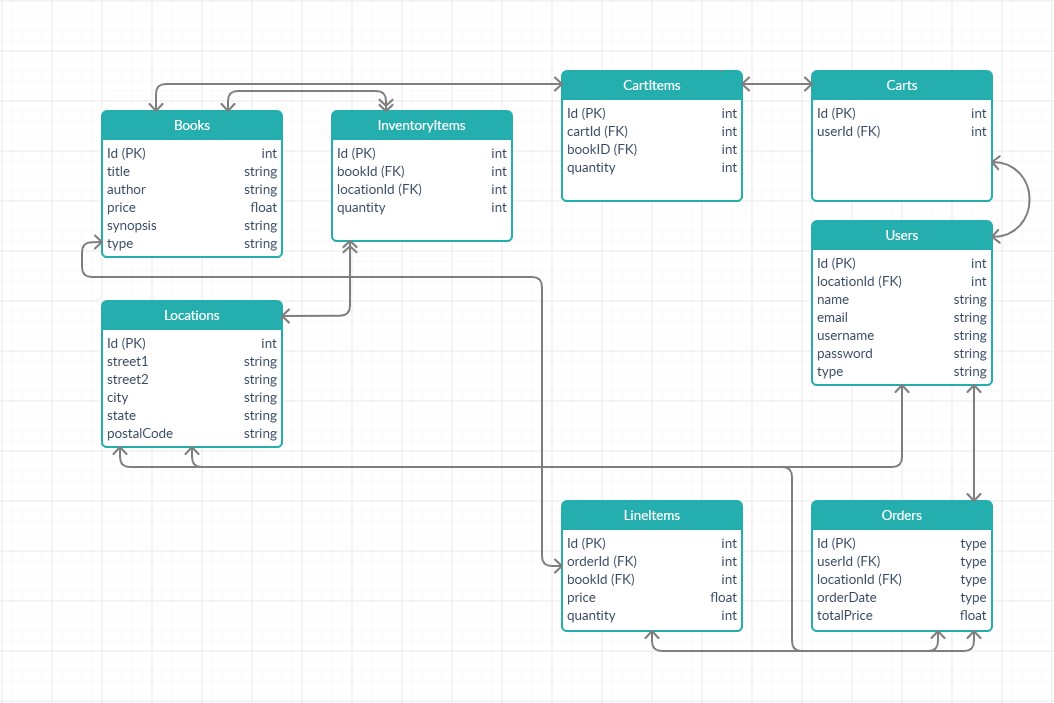 CartItems
Id (PK) int
cartId (FK) int
bookID (FK) int
quantity int
Carts
Id (PK) int
userId (FK) int
Books
Id (PK) int
title string
author string
price float
synopsis string
type string
InventoryItems
Id (PK) int
bookId (FK) int
locationId (FK) int
quantity int
Users
Id (PK) int
locationId (FK) int
name string
email string
username string
password string
type string
Locations
Id (PK) int
street1 string
street2 string
city string
state string
postalCode string
LineItems
Id (PK) int
orderId (FK) int
bookId (FK) int
price float
quantity int
Orders
Id (PK) type
userId (FK) type
locationId (FK) type
orderDate type
totalPrice float